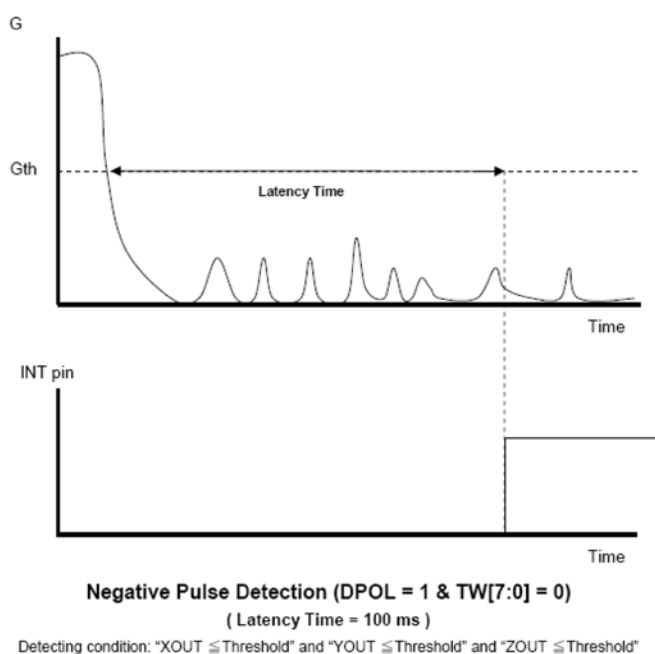 G
Gth
Latency Time
Time
INT pin
Time
Negative Pulse Detection (DPOL = 1 & TW[7:0] = 0)
( Latency Time = 100 ms )
Detecting condition: “XOUT ≦Threshold” and “YOUT ≦Threshold” and “ZOUT ≦Threshold”